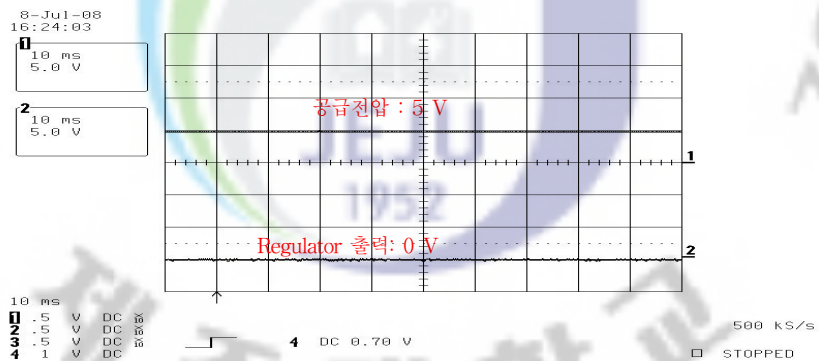 8-Jul-08
16:24:03
1
10 ms
5.0 V
2
10 ms
5.0 V
공급전압 : 5 V
1
JEJU
1952
Regulator 출력: 0 V
2
10 ms
1 .5 V DC
2 .5 V DC
3 .5 V DC
4 1 V DC
4 DC 0.70 V
500 kS/s
STOPPED